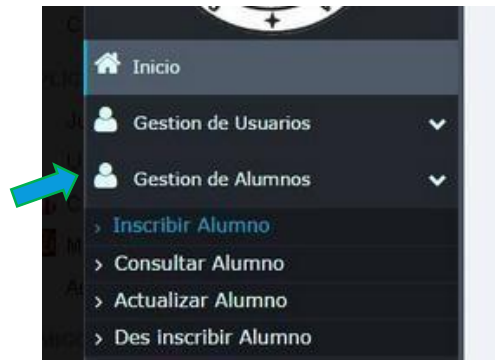 Inicio
Gestion de Usuarios
Gestion de Alumnos
Inscribir Alumno
Consultar Alumno
Actualizar Alumno
Des inscribir Alumno